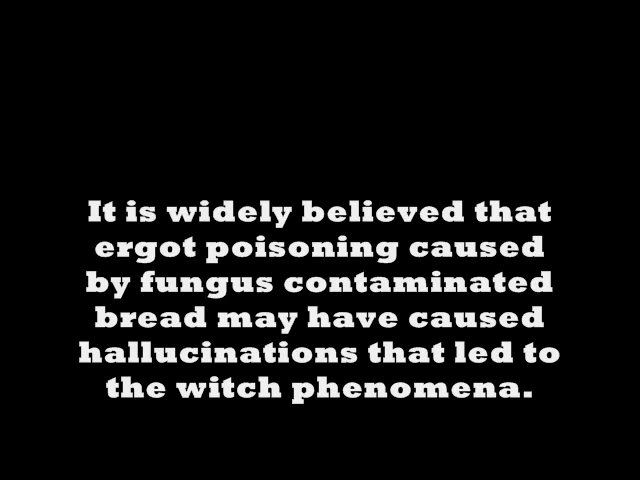 It is widely believed that
ergot poisoning caused
by fungus contaminated
bread may have caused
hallucinations that led to
the witch phenomena.